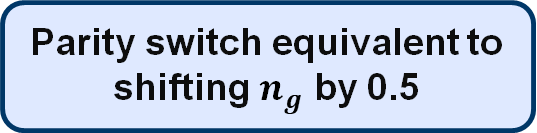 Parity switch equivalent to
shifting n_g by 0.5